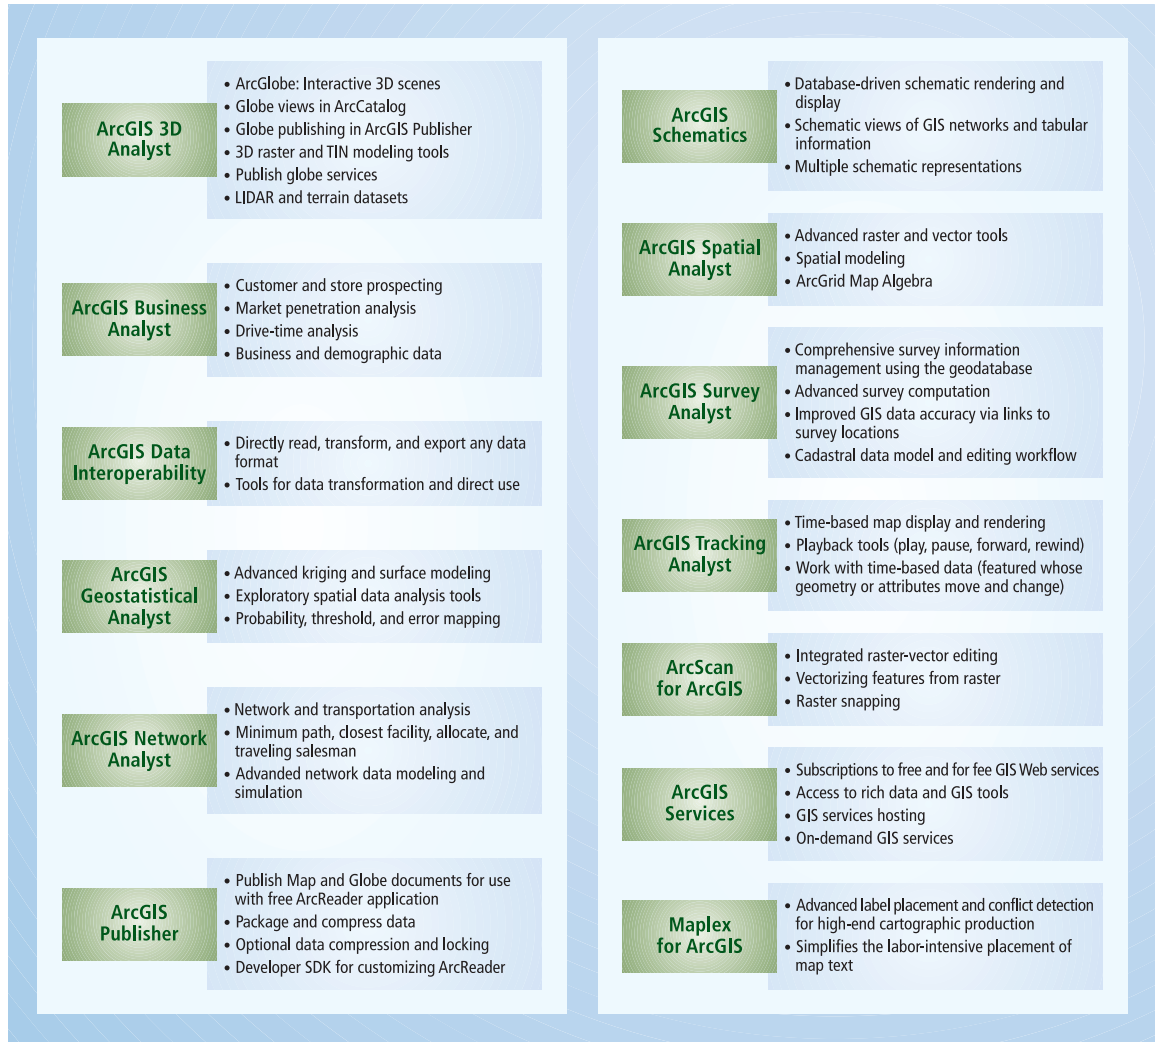 ArcGIS 3D
Analyst
• ArcGlobe: Interactive 3D scenes
• Globe views in ArcCatalog
• Globe publishing in ArcGIS Publisher
• 3D raster and TIN modeling tools
• Publish globe services
• LIDAR and terrain datasets
ArcGIS Business
Analyst
• Customer and store prospecting
• Market penetration analysis
• Drive-time analysis
• Business and demographic data
ArcGIS Data
Interoperability
• Directly read, transform, and export any data
format
• Tools for data transformation and direct use
ArcGIS
Geostatistical
Analyst
• Advanced kriging and surface modeling
• Exploratory spatial data analysis tools
• Probability, threshold, and error mapping
ArcGIS Network
Analyst
• Network and transportation analysis
• Minimum path, closest facility, allocate, and
traveling salesman
• Advanced network data modeling and
simulation
ArcGIS
Publisher
• Publish Map and Globe documents for use
with free ArcReader application
• Package and compress data
• Optional data compression and locking
• Developer SDK for customizing ArcReader
ArcGIS
Schematics
• Database-driven schematic rendering and
display
• Schematic views of GIS networks and tabular
information
• Multiple schematic representations
ArcGIS Spatial
Analyst
• Advanced raster and vector tools
• Spatial modeling
• ArcGrid Map Algebra
ArcGIS Survey
Analyst
• Comprehensive survey information
management using the geodatabase
• Advanced survey computation
• Improved GIS data accuracy via links to
survey locations
• Cadastral data model and editing workflow
ArcGIS Tracking
Analyst
• Time-based map display and rendering
• Playback tools (play, pause, forward, rewind)
• Work with time-based data (featured whose
geometry or attributes move and change)
ArcScan
for ArcGIS
• Integrated raster-vector editing
• Vectorizing features from raster
• Raster snapping
ArcGIS
Services
• Subscriptions to free and for fee GIS Web services
• Access to rich data and GIS tools
• GIS services hosting
• On-demand GIS services
Maplex
for ArcGIS
• Advanced label placement and conflict detection
for high-end cartographic production
• Simplifies the labor-intensive placement of
map text